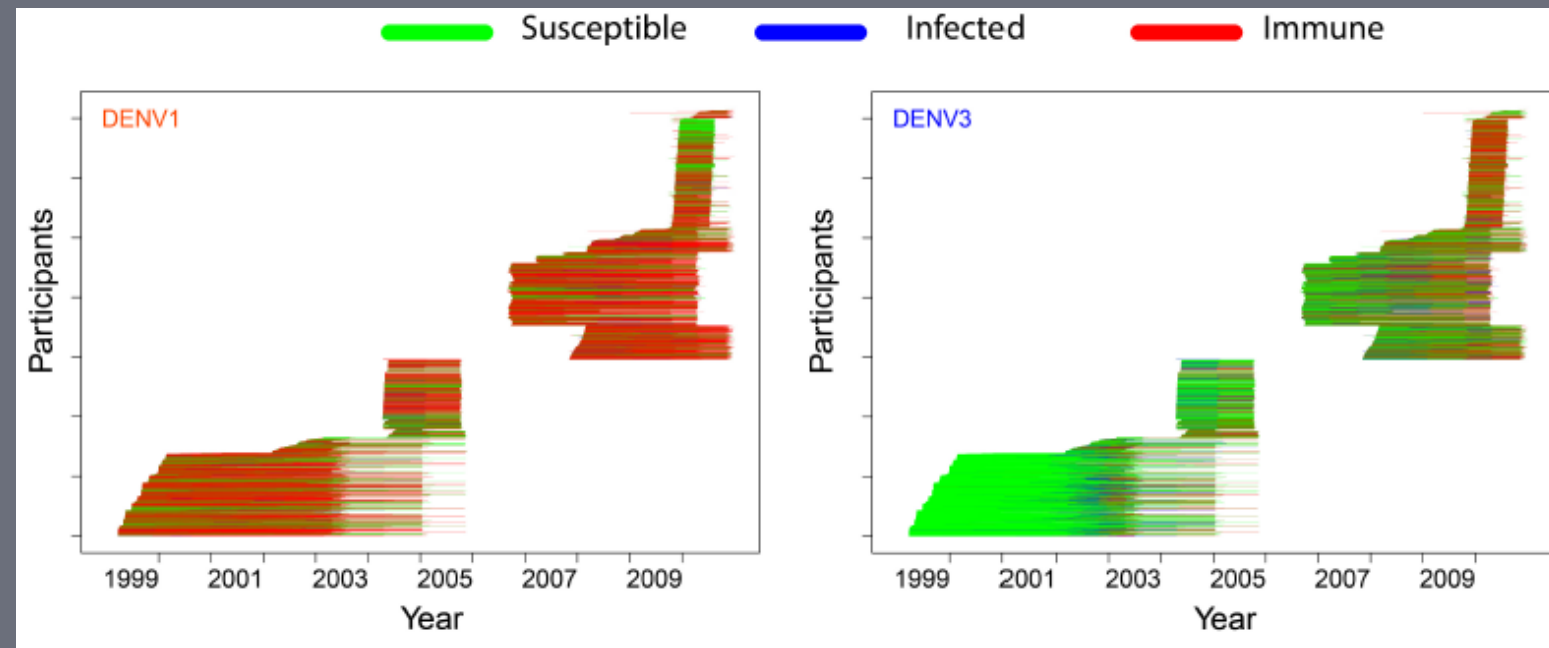 Susceptible Infected Immune
DENV1
Participants
1999 2001 2003 2005 2007 2009
Year
DENV3
Participants
1999 2001 2003 2005 2007 2009
Year